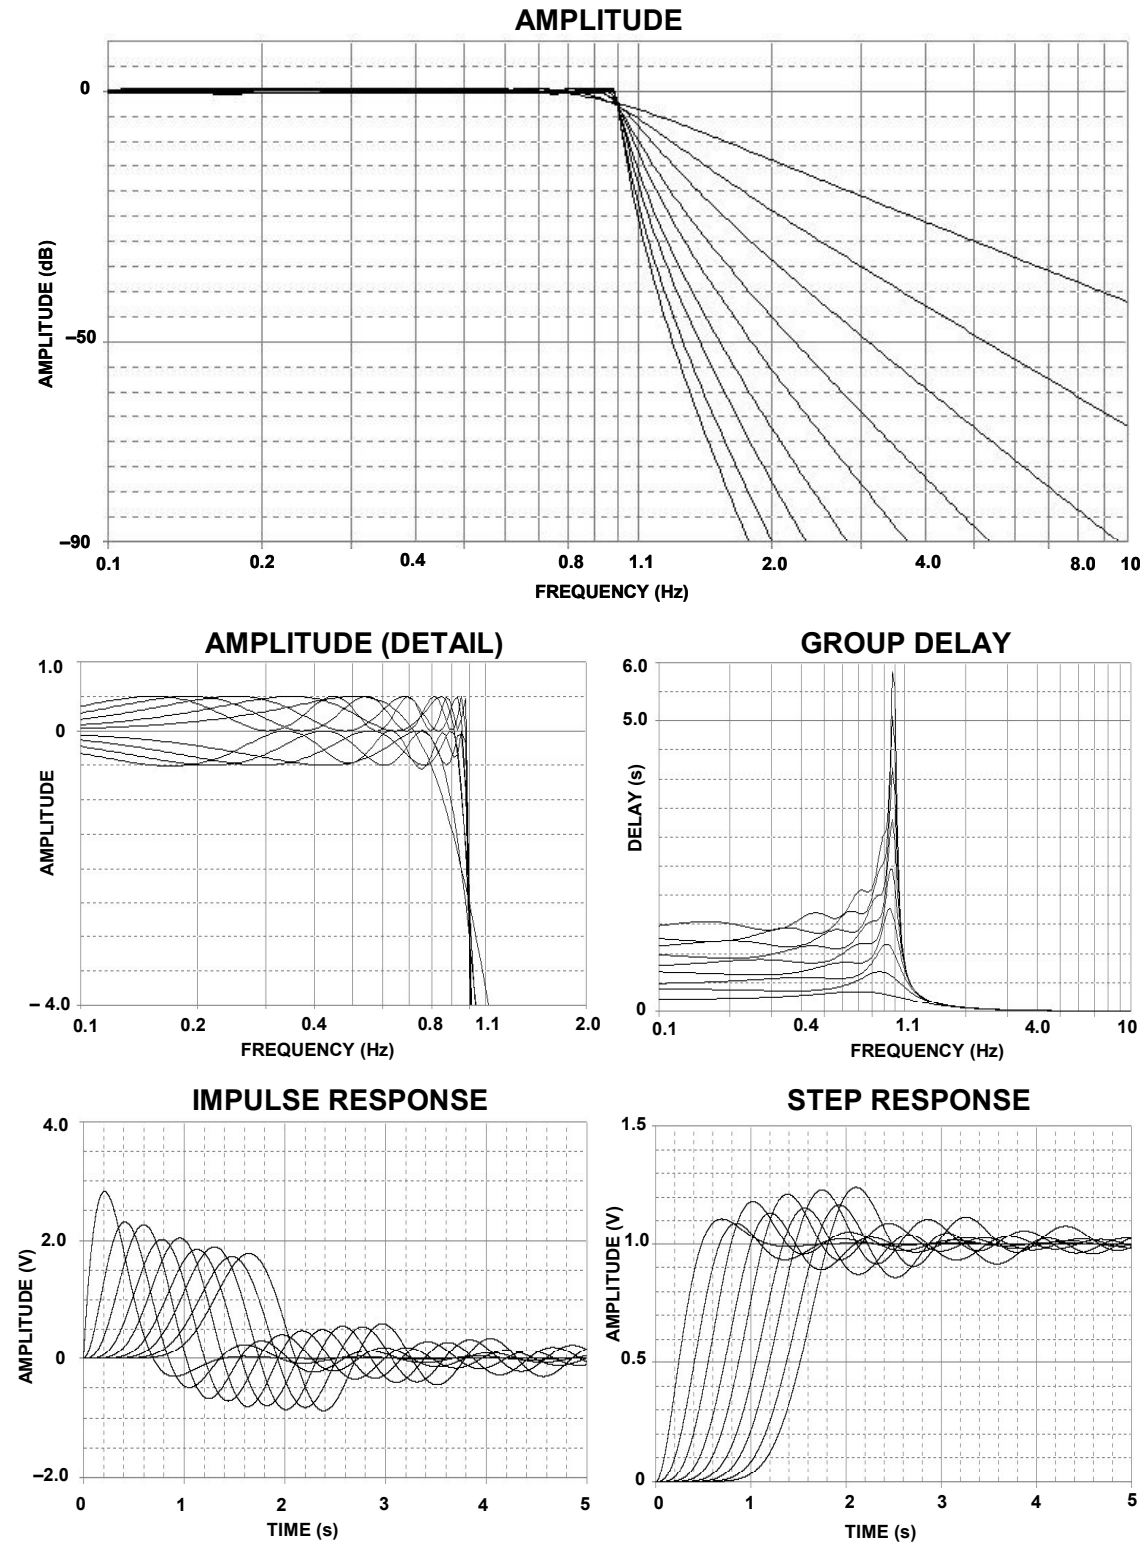 AMPLITUDE
0
–50
–90
AMPLITUDE (dB)
0.1 0.2 0.4 0.8 1.1 2.0 4.0 8.0 10
FREQUENCY (Hz)
AMPLITUDE (DETAIL)
1.0
0
– 4.0
AMPLITUDE
0.1 0.2 0.4 0.8 1.1 2.0
FREQUENCY (Hz)
GROUP DELAY
6.0
5.0
0
DELAY (s)
0.1 0.4 1.1 4.0 10
FREQUENCY (Hz)
IMPULSE RESPONSE
4.0
2.0
0
–2.0
AMPLITUDE (V)
0 1 2 3 4 5
TIME (s)
STEP RESPONSE
1.5
1.0
0.5
0
AMPLITUDE (V)
0 1 2 3 4 5
TIME (s)